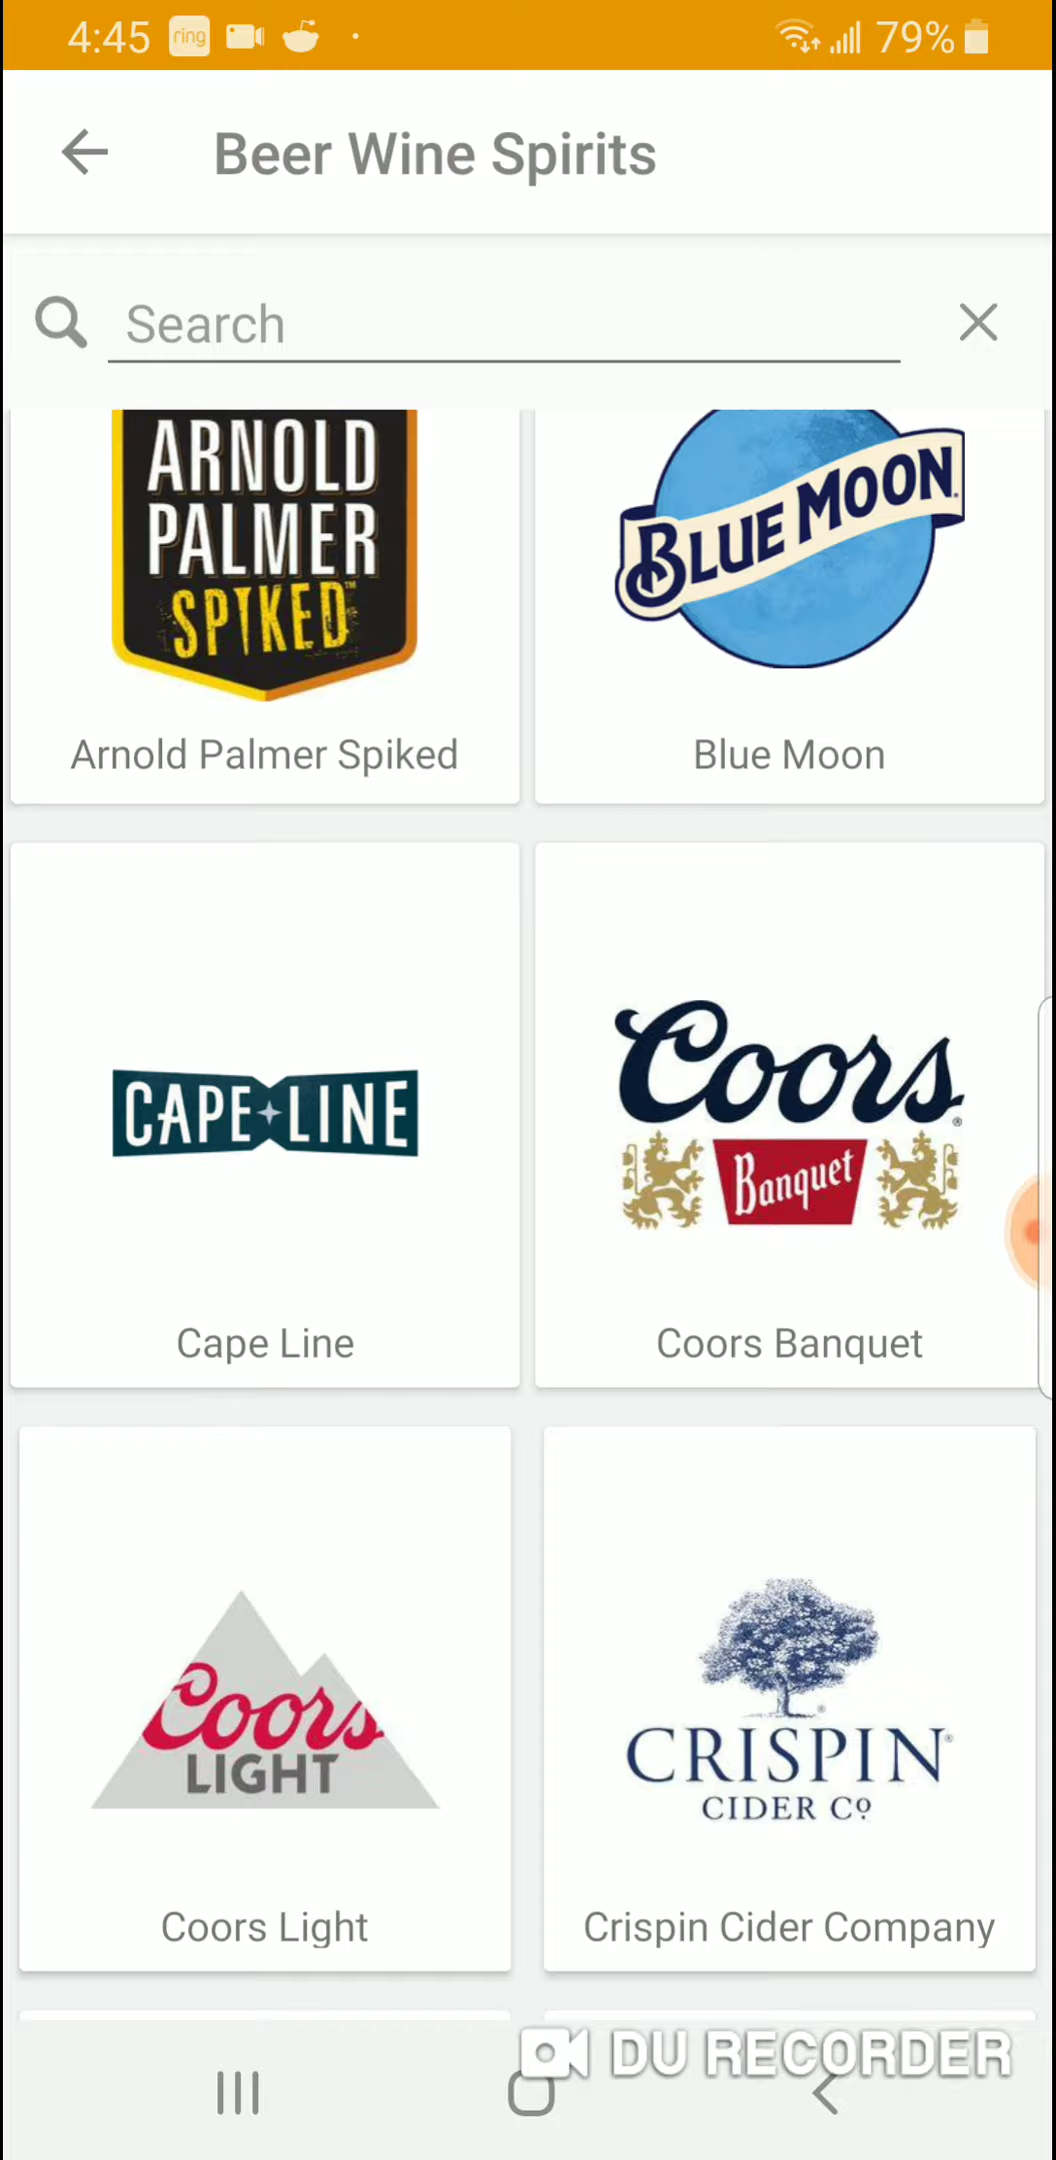 4:45 ring 79%
Beer Wine Spirits
Search
ARNOLD
PALMER
SPIKED™
BLUE MOON
Arnold Palmer Spiked
Blue Moon
CAPE LINE
Coors®
Banquet
Cape Line
Coors Banquet
Coors
LIGHT
CRISPIN®
CIDER Cº
Coors Light
Crispin Cider Company
DU RECORDER